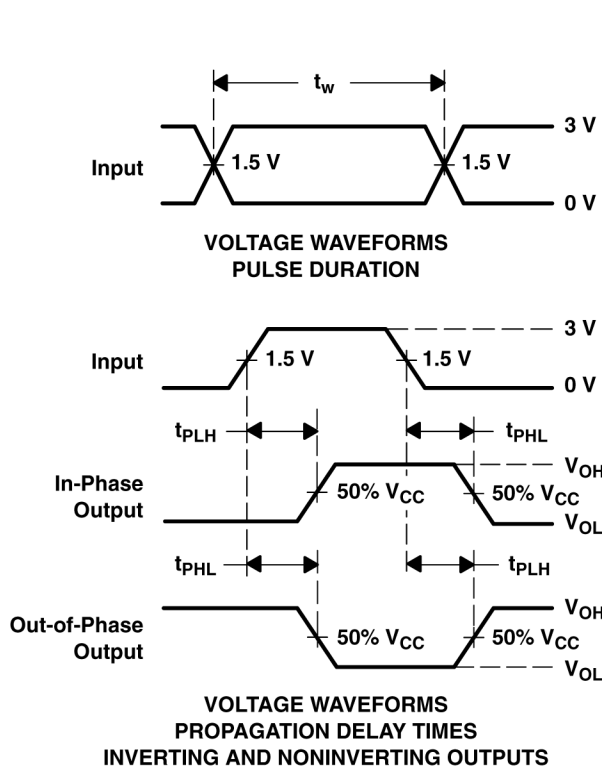 tw
3 V
Input
1.5 V
1.5 V
0 V
VOLTAGE WAVEFORMS
PULSE DURATION
3 V
Input
1.5 V
1.5 V
0 V
tPLH
tPHL
VOH
In-Phase
Output
50% VCC
50% VCC
VOL
tPHL
tPLH
VOH
Out-of-Phase
Output
50% VCC
50% VCC
VOL
VOLTAGE WAVEFORMS
PROPAGATION DELAY TIMES
INVERTING AND NONINVERTING OUTPUTS